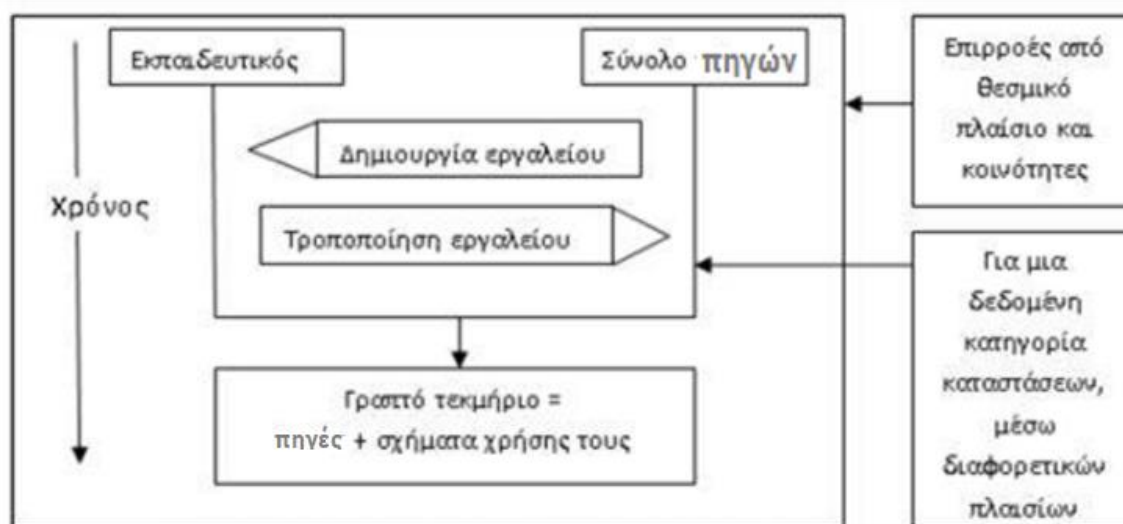 Εκπαιδευτικός
Σύνολο πηγών
Δημιουργία εργαλείου
Χρόνος
Τροποποίηση εργαλείου
Γραπτό τεκμήριο =
πηγές + σχήματα χρήσης τους
Επιρροές από
θεσμικό
πλαίσιο και
κοινότητες
Για μια
δεδομένη
κατηγορία
καταστάσεων,
μέσω
διαφορετικών
πλαισίων